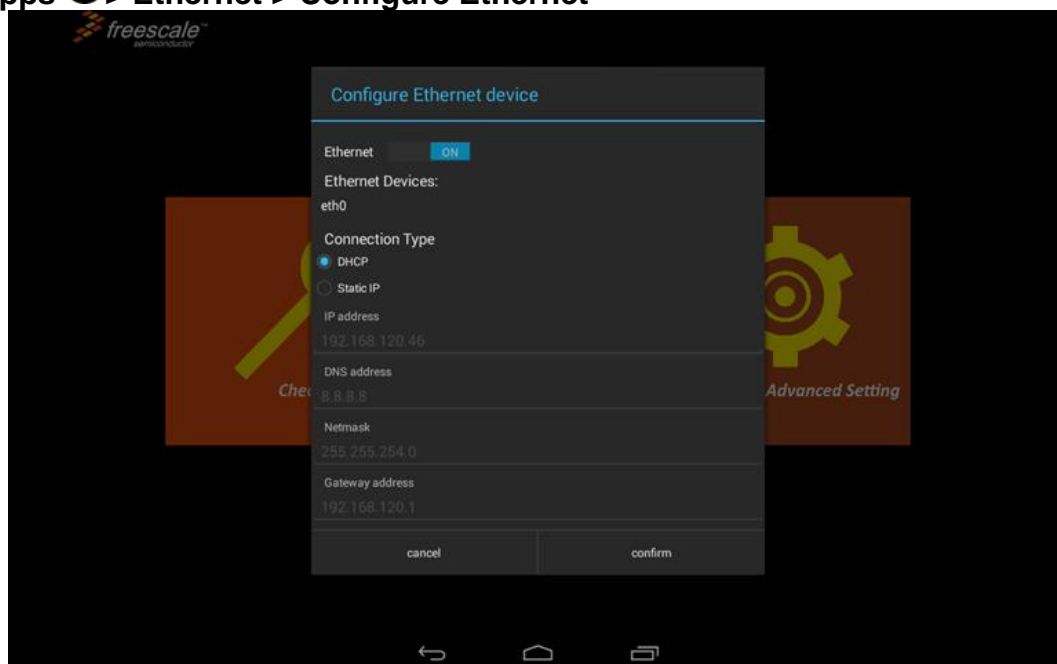 > Ethernet > Configure Ethernet
freescale™
semiconductor
Configure Ethernet device
Ethernet ON
Ethernet Devices:
eth0
Connection Type
DHCP
Static IP
IP address
192.168.120.46
DNS address
8.8.8.8
Netmask
255.255.254.0
Gateway address
192.168.120.1
Advanced Setting
cancel confirm